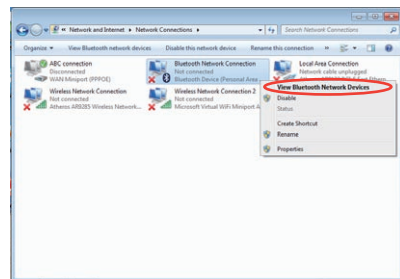 « Network and Internet ▸ Network Connections ▸
Search Network Connections
Organize ▾ View Bluetooth network devices Disable this network device Rename this connection »
ABC connection
Disconnected
WAN Miniport (PPPOE)
Bluetooth Network Connection
Not connected
Bluetooth Device (Personal Area ...
Local Area Connection
Network cable unplugged
Wireless Network Connection
Not connected
Atheros AR9285 Wireless Network...
Wireless Network Connection 2
Not connected
Microsoft Virtual WiFi Miniport A...
View Bluetooth Network Devices
Disable
Status
Create Shortcut
Rename
Properties